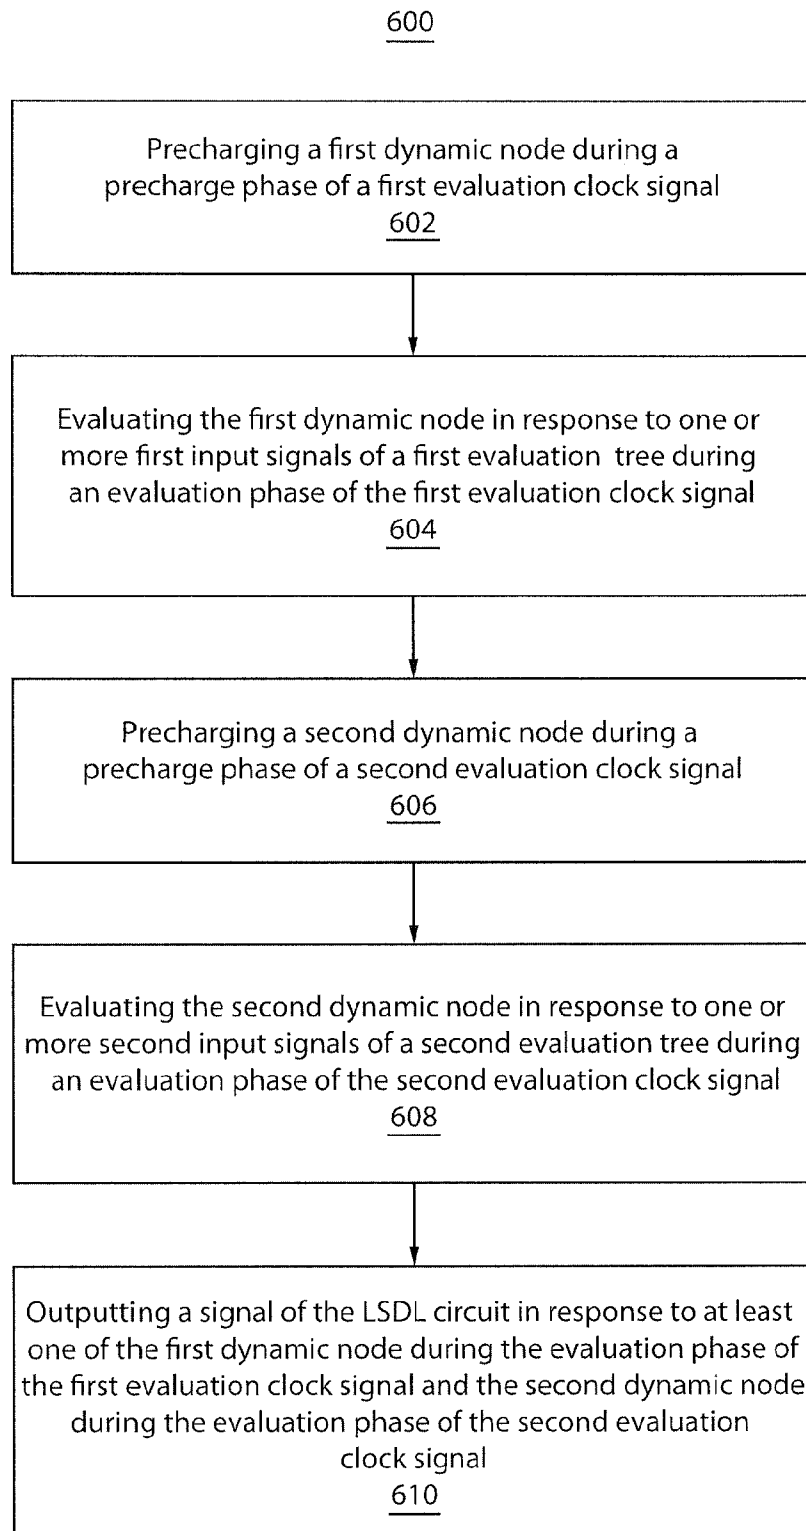 600
Precharging a first dynamic node during a
precharge phase of a first evaluation clock signal
602
Evaluating the first dynamic node in response to one or
more first input signals of a first evaluation tree during
an evaluation phase of the first evaluation clock signal
604
Precharging a second dynamic node during a
precharge phase of a second evaluation clock signal
606
Evaluating the second dynamic node in response to one or
more second input signals of a second evaluation tree during
an evaluation phase of the second evaluation clock signal
608
Outputting a signal of the LSDL circuit in response to at least
one of the first dynamic node during the evaluation phase of
the first evaluation clock signal and the second dynamic node
during the evaluation phase of the second evaluation
clock signal
610